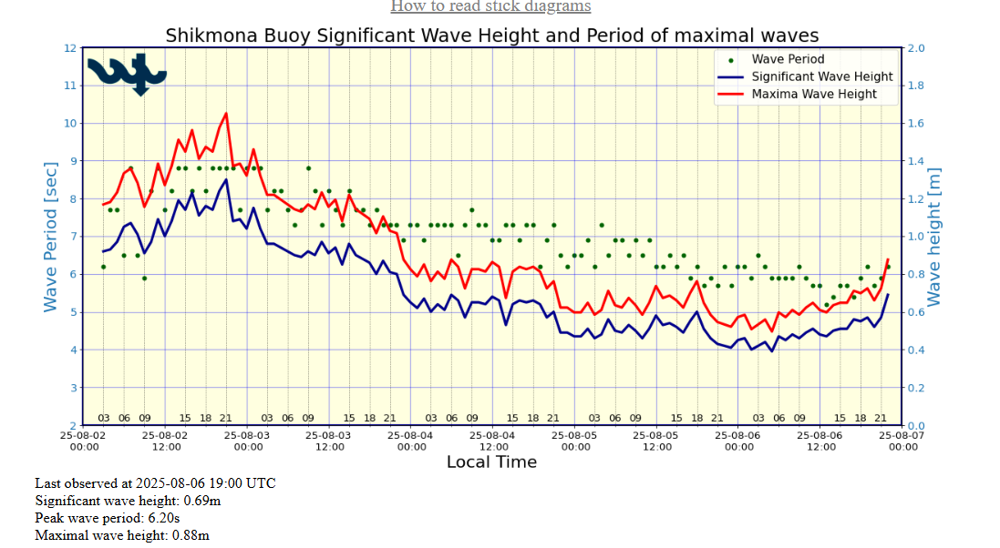 How to read stick diagrams
Shikmona Buoy Significant Wave Height and Period of maximal waves
12 11 10 9 8 7 6 5 4 3 2
Wave Period [sec]
2.0 1.8 1.6 1.4 1.2 1.0 0.8 0.6 0.4 0.2 0.0
Wave height [m]
Wave Period
Significant Wave Height
Maxima Wave Height
03 06 09 15 18 21 03 06 09 15 18 21 03 06 09 15 18 21 03 06 09 15 18 21 03 06 09 15 18 21
25-08-02 25-08-02 25-08-03 25-08-03 25-08-04 25-08-04 25-08-05 25-08-05 25-08-06 25-08-06 25-08-07
00:00 12:00 00:00 12:00 00:00 12:00 00:00 12:00 00:00 12:00 00:00
Local Time
Last observed at 2025-08-06 19:00 UTC
Significant wave height: 0.69m
Peak wave period: 6.20s
Maximal wave height: 0.88m